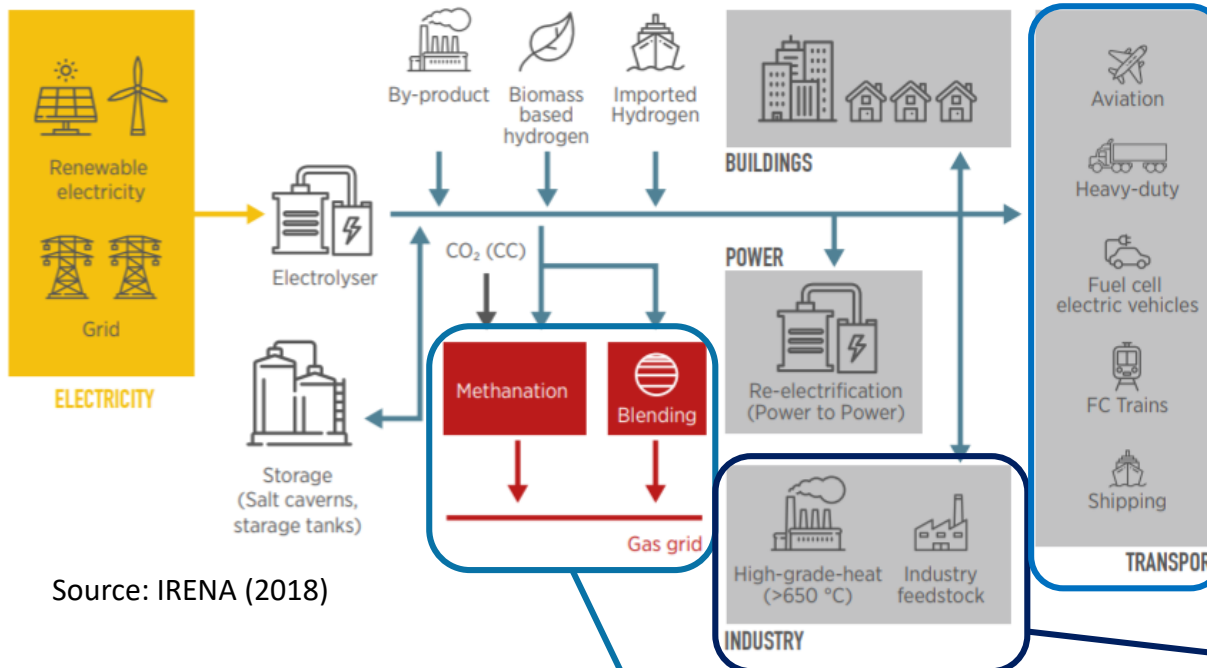 Renewable
electricity
Grid
ELECTRICITY
Electrolyser
Storage
(Salt caverns,
starage tanks)
By-product
Biomass
based
hydrogen
Imported
Hydrogen
CO₂ (CC)
Methanation
Blending
Gas grid
BUILDINGS
POWER
Re-electrification
(Power to Power)
High-grade-heat
(>650 °C)
Industry
feedstock
INDUSTRY
Aviation
Heavy-duty
Fuel cell
electric vehicles
FC Trains
Shipping
TRANSPOR
Source: IRENA (2018)